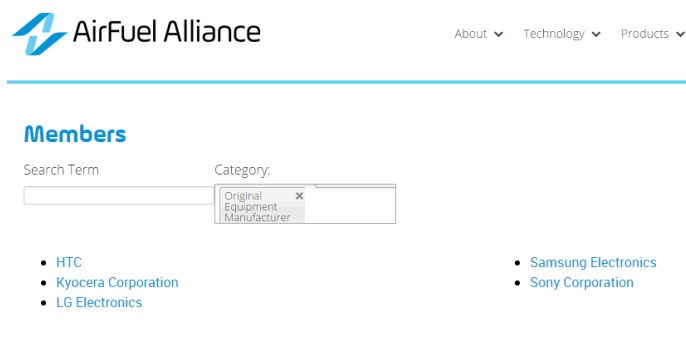 AirFuel Alliance
About Technology Products
Members
Search Term Category:
Original
Equipment
Manufacturer
HTC
Kyocera Corporation
LG Electronics
Samsung Electronics
Sony Corporation